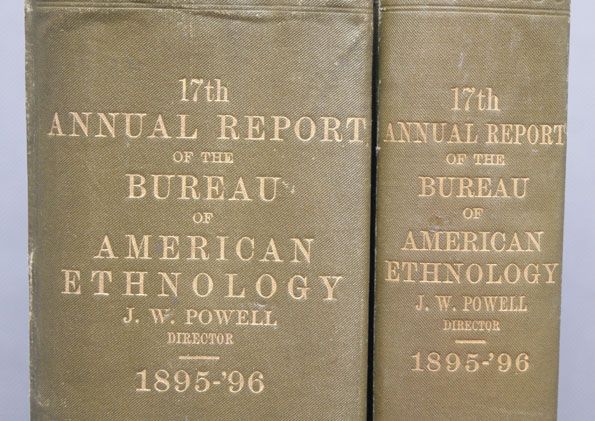 17th
ANNUAL REPORT
OF THE
BUREAU
OF
AMERICAN
ETHNOLOGY
J. W. POWELL
DIRECTOR
1895-'96
17th
ANNUAL REPORT
OF THE
BUREAU
OF
AMERICAN
ETHNOLOGY
J. W. POWELL
DIRECTOR
1895-'96